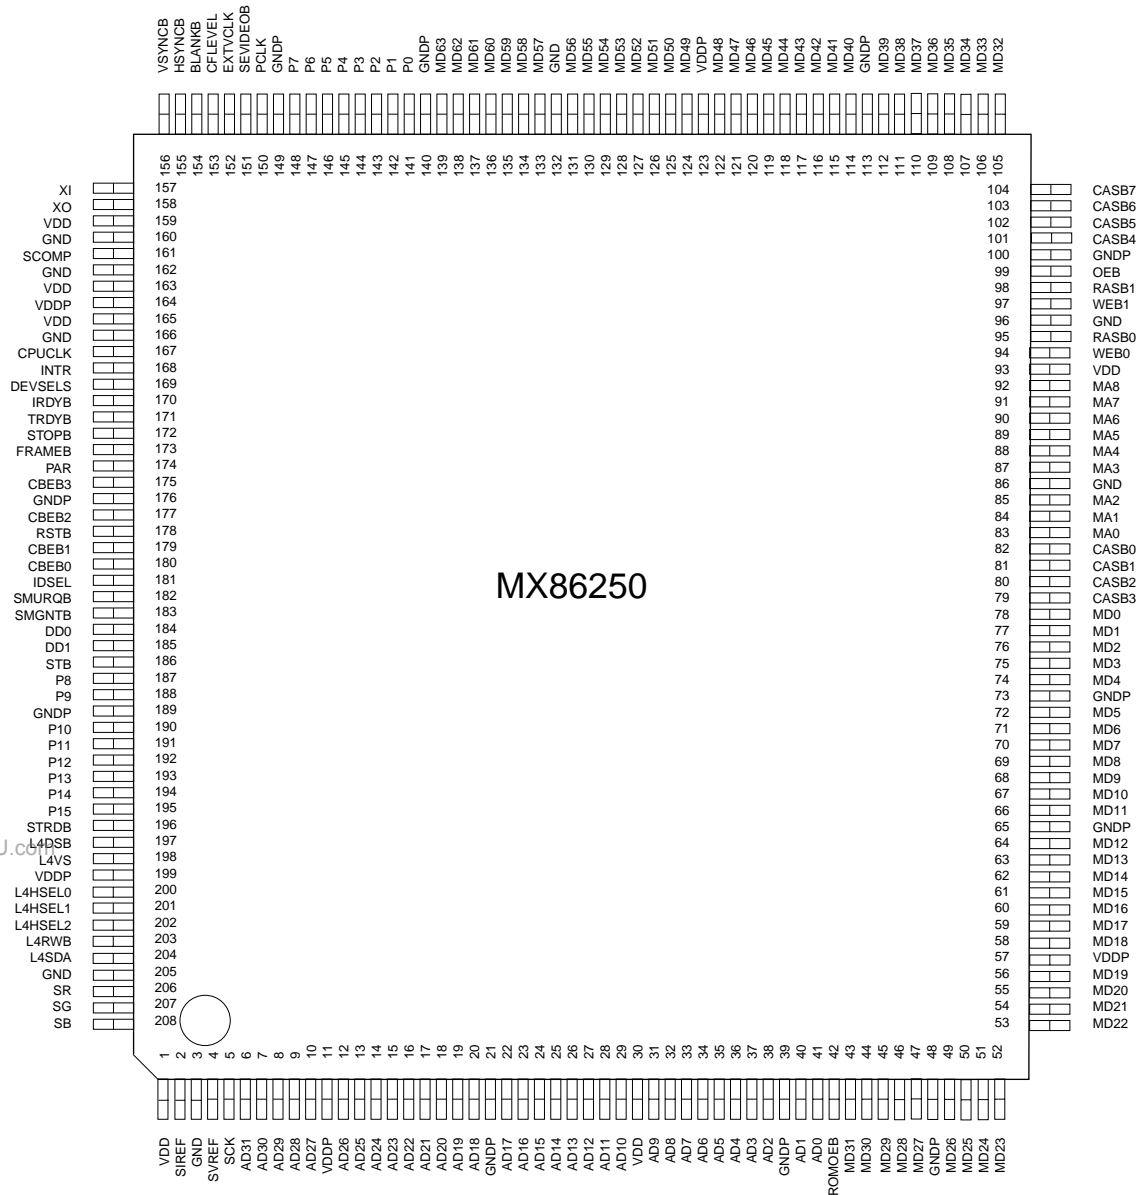 VSYNCB HSYNCB BLANKB CFLEVEL EXTVCLK SEVIDEOB PCLK GNDP P7 P6 P5 P4 P3 P2 P1 P0 GNDP MD63 MD62 MD61 MD60 MD59 MD58 MD57 GND MD56 MD55 MD54 MD53 MD52 MD51 MD50 MD49 VDDP MD48 MD47 MD46 MD45 MD44 MD43 MD42 MD41 MD40 GNDP MD39 MD38 MD37 MD36 MD35 MD34 MD33 MD32
156 155 154 153 152 151 150 149 148 147 146 145 144 143 142 141 140 139 138 137 136 135 134 133 132 131 130 129 128 127 126 125 124 123 122 121 120 119 118 117 116 115 114 113 112 111 110 109 108 107 106 105
XI 157 104 CASB7
XO 158 103 CASB6
VDD 159 102 CASB5
GND 160 101 CASB4
SCOMP 161 100 GNDP
GND 162 99 OEB
VDD 163 98 RASB1
VDDP 164 97 WEB1
VDD 165 96 GND
GND 166 95 RASB0
CPUCLK 167 94 WEB0
INTR 168 93 VDD
DEVSELS 169 92 MA8
IRDYB 170 91 MA7
TRDYB 171 90 MA6
STOPB 172 89 MA5
FRAMEB 173 88 MA4
PAR 174 87 MA3
CBEB3 175 86 GND
GNDP 176 85 MA2
CBEB2 177 84 MA1
RSTB 178 83 MA0
CBEB1 179 82 CASB0
CBEB0 180 81 CASB1
IDSEL 181 80 CASB2
MX86250
SMURQB 182 79 CASB3
SMGNTB 183 78 MD0
DD0 184 77 MD1
DD1 185 76 MD2
STB 186 75 MD3
P8 187 74 MD4
P9 188 73 GNDP
GNDP 189 72 MD5
P10 190 71 MD6
P11 191 70 MD7
P12 192 69 MD8
P13 193 68 MD9
P14 194 67 MD10
P15 195 66 MD11
STRDB 196 65 GNDP
L4DSB 197 64 MD12
U.com
L4VS 198 63 MD13
VDDP 199 62 MD14
L4HSEL0 200 61 MD15
L4HSEL1 201 60 MD16
L4HSEL2 202 59 MD17
L4RWB 203 58 MD18
L4SDA 204 57 VDDP
GND 205 56 MD19
SR 206 55 MD20
SG 207 54 MD21
SB 208 53 MD22
1 2 3 4 5 6 7 8 9 10 11 12 13 14 15 16 17 18 19 20 21 22 23 24 25 26 27 28 29 30 31 32 33 34 35 36 37 38 39 40 41 42 43 44 45 46 47 48 49 50 51 52
VDD SIREF GND SVREF SCK AD31 AD30 AD29 AD28 AD27 VDDP AD26 AD25 AD24 AD23 AD22 AD21 AD20 AD19 AD18 GNDP AD17 AD16 AD15 AD14 AD13 AD12 AD11 AD10 VDD AD9 AD8 AD7 AD6 AD5 AD4 AD3 AD2 GNDP AD1 AD0 ROMOEB MD31 MD30 MD29 MD28 MD27 GNDP MD26 MD25 MD24 MD23